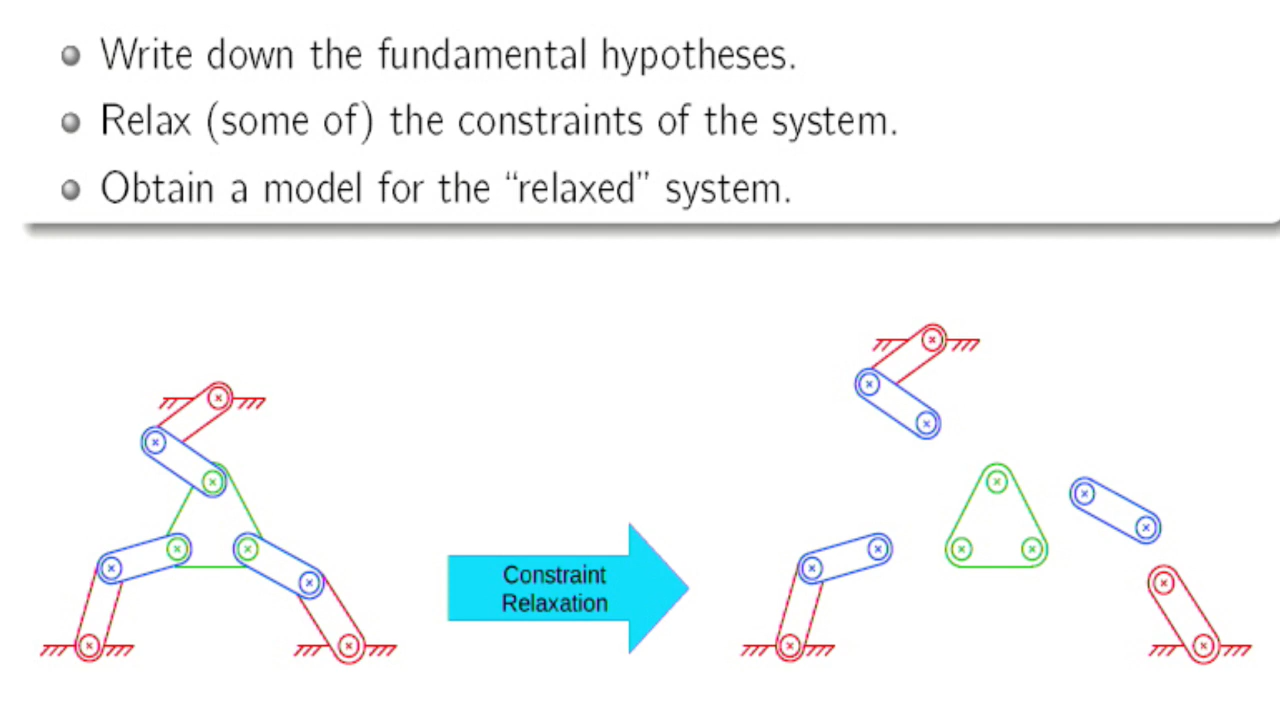 Write down the fundamental hypotheses.
Relax (some of) the constraints of the system.
Obtain a model for the “relaxed” system.
Constraint
Relaxation